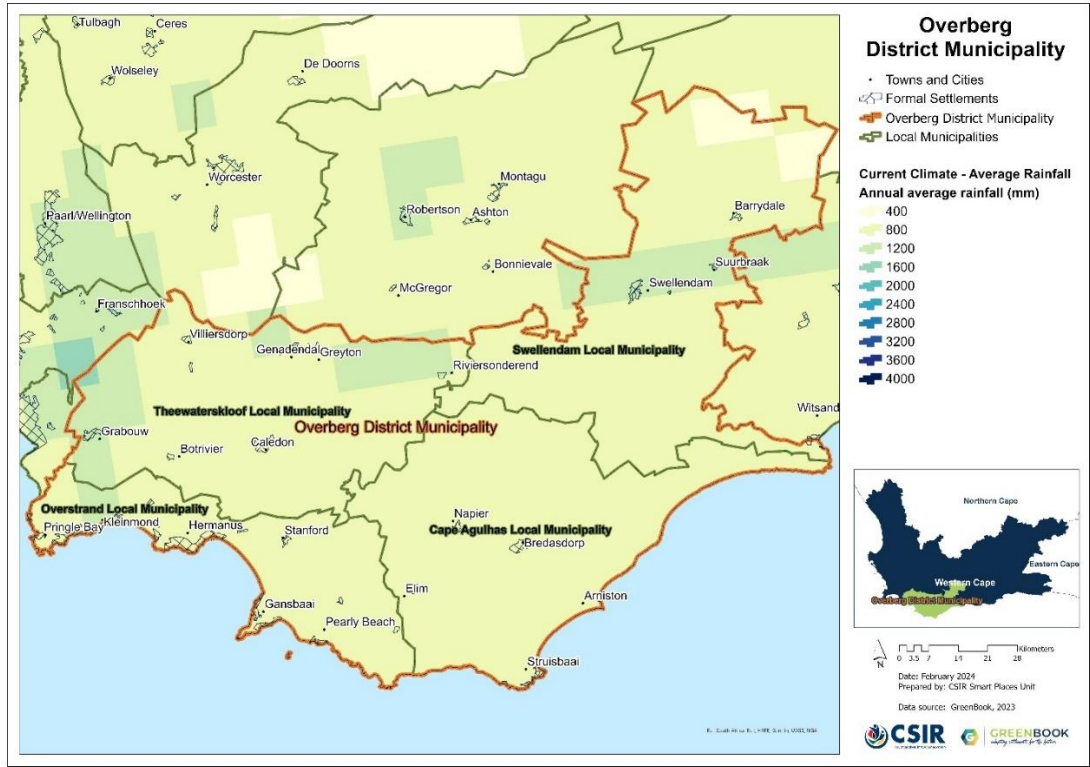 Tulbagh
Ceres
Wolseley
De Doorns
Worcester
Montagu
Paarl/Wellington
Robertson
Ashton
Barrydale
Bonnievale
Suurbraak
McGregor
Swellendam
Franschhoek
Villiersdorp
Genadendal
Greyton
Swellendam Local Municipality
Riviersonderend
Theewaterskloof Local Municipality
Overberg District Municipality
Witsand
Grabouw
Botrivier
Caledon
Overstrand Local Municipality
Pringle Bay
Kleinmond
Hermanus
Stanford
Napier
Cape Agulhas Local Municipality
Bredasdorp
Elim
Arniston
Gansbaai
Pearly Beach
Struisbaai
Overberg
District Municipality
Towns and Cities
Formal Settlements
Overberg District Municipality
Local Municipalities
Current Climate - Average Rainfall
Annual average rainfall (mm)
400
800
1200
1600
2000
2400
2800
3200
3600
4000
Northern Cape
Eastern Cape
Western Cape
Overberg District Municipality
N
0 3.5 7 14 21 28 Kilometers
Date: February 2024
Prepared by: CSIR Smart Places Unit
Data source: GreenBook, 2023
CSIR
GREENBOOK